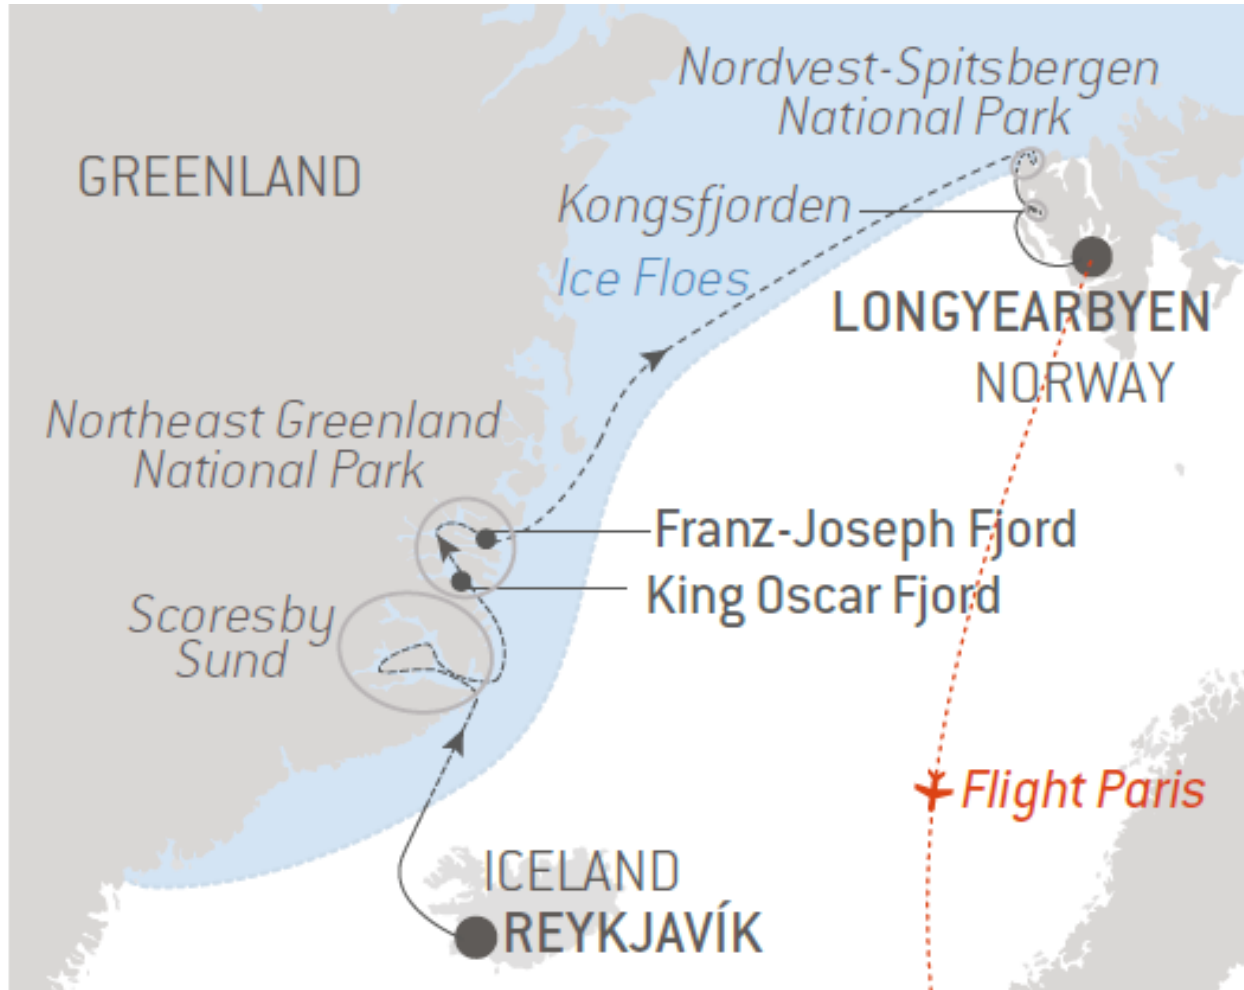 Nordvest-Spitsbergen
National Park
GREENLAND
Kongsfjorden
Ice Floes
LONGYEARBYEN
NORWAY
Northeast Greenland
National Park
Franz-Joseph Fjord
King Oscar Fjord
Scoresby
Sund
Flight Paris
ICELAND
REYKJAVÍK